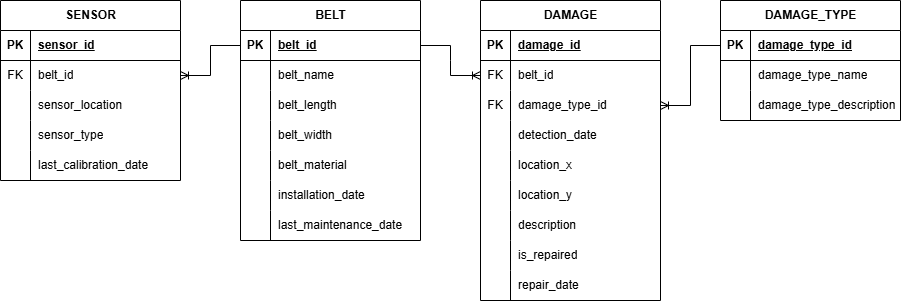 SENSOR
PK sensor_id
FK belt_id
sensor_location
sensor_type
last_calibration_date
BELT
PK belt_id
belt_name
belt_length
belt_width
belt_material
installation_date
last_maintenance_date
DAMAGE
PK damage_id
FK belt_id
FK damage_type_id
detection_date
location_x
location_y
description
is_repaired
repair_date
DAMAGE_TYPE
PK damage_type_id
damage_type_name
damage_type_description